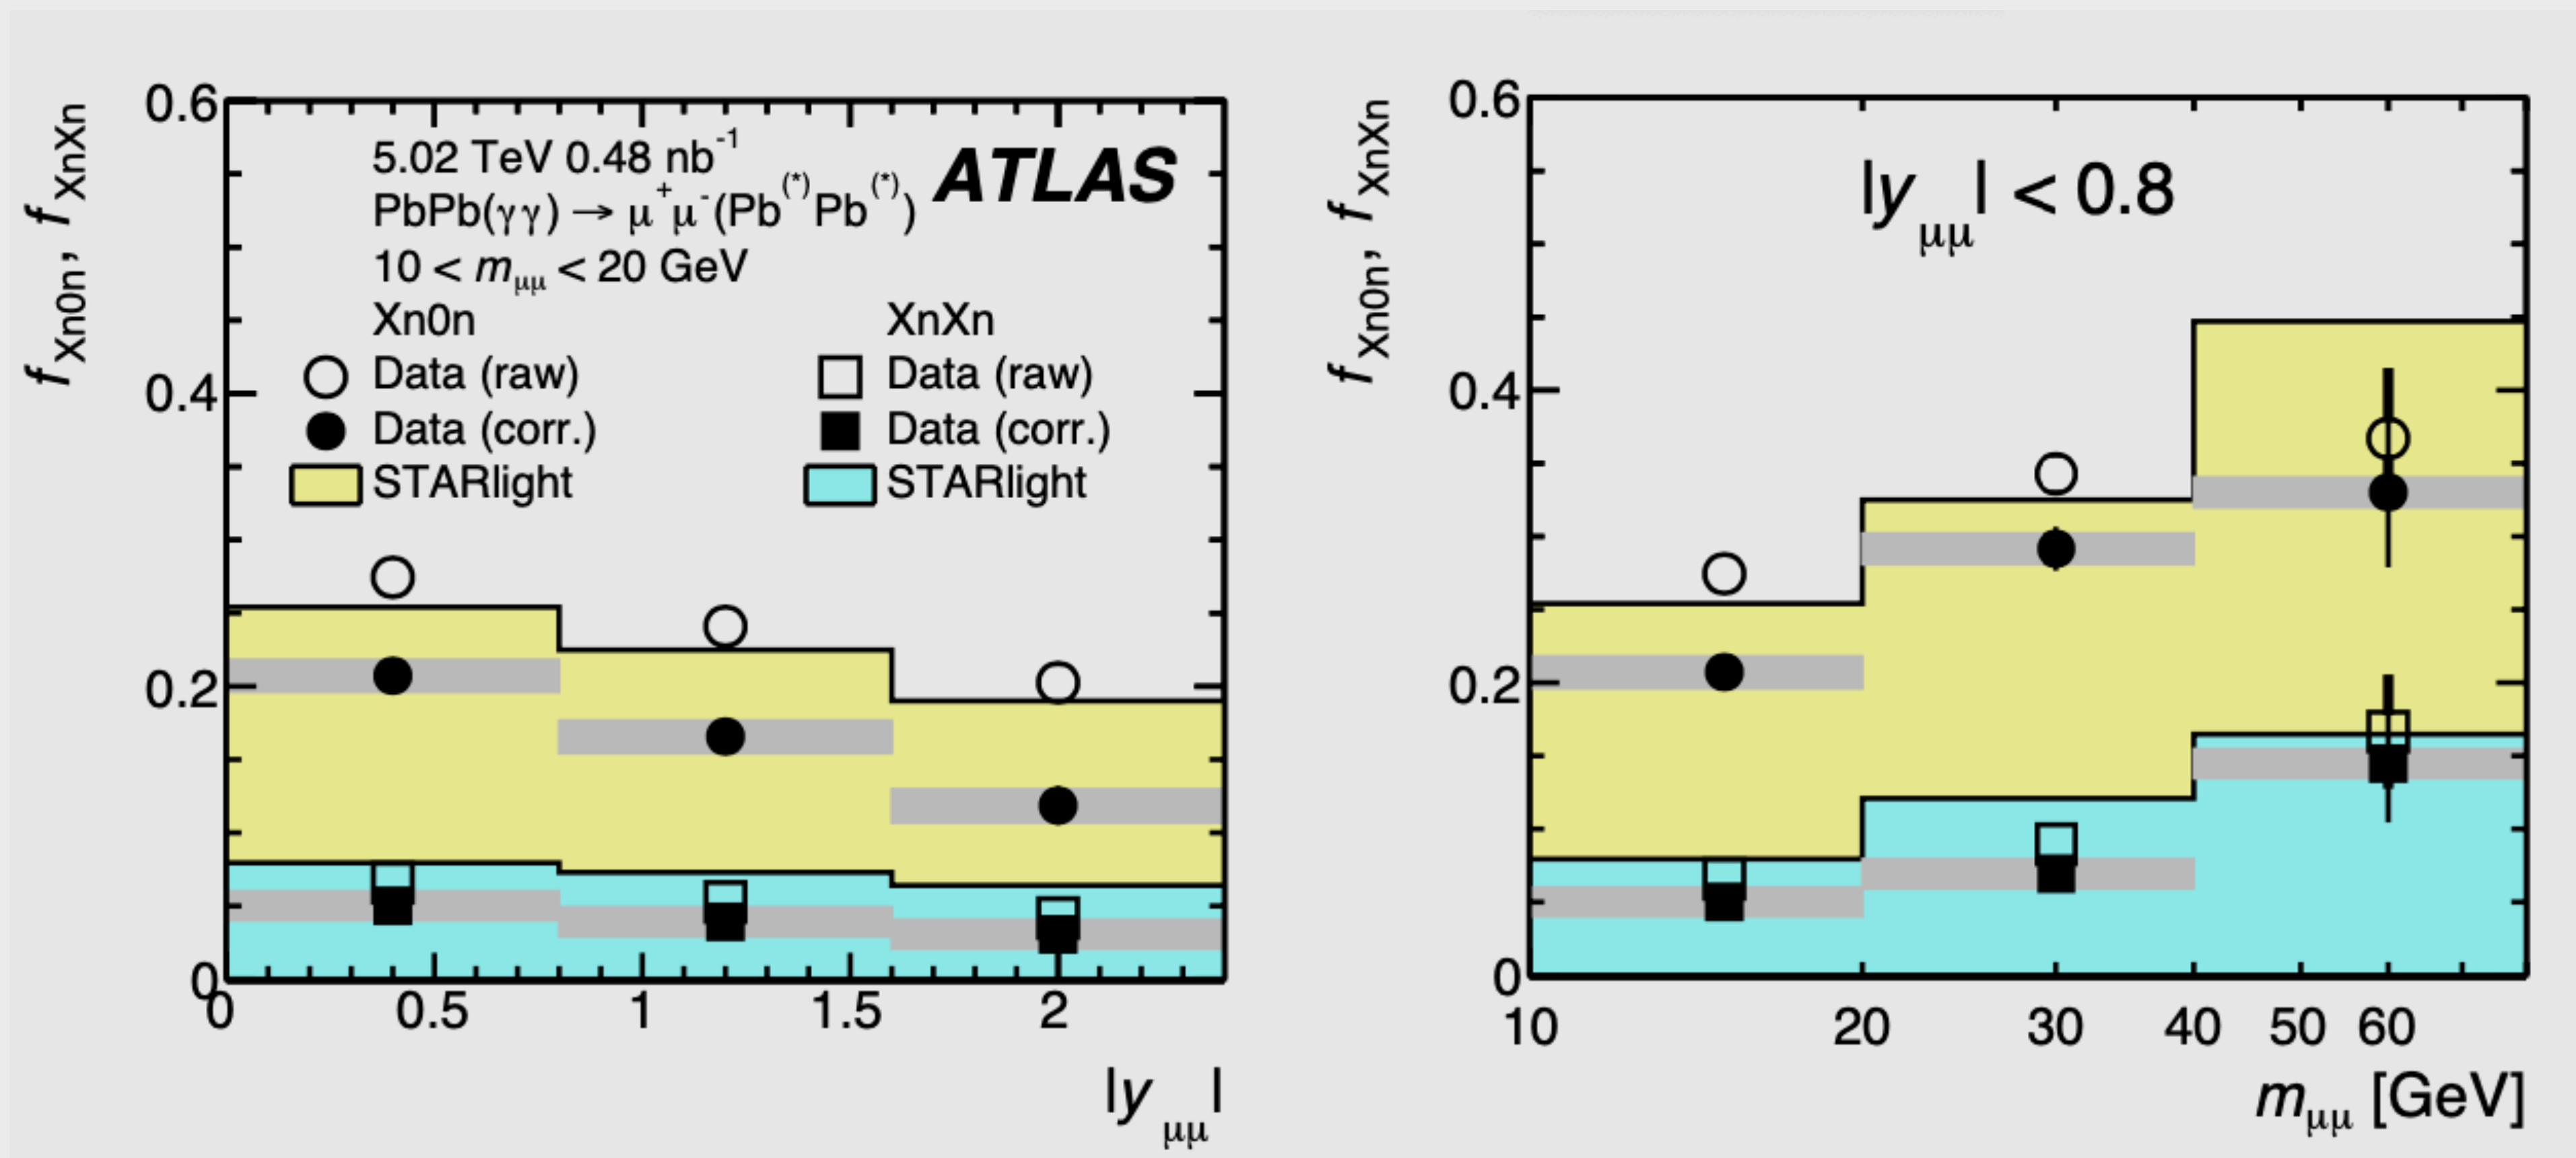 f_Xn0n, f_XnXn
0.6
0.4
0.2
0
5.02 TeV 0.48 nb⁻¹
ATLAS
PbPb(γγ) → μ⁺μ⁻(Pb⁽*⁾Pb⁽*⁾)
10 < m_μμ < 20 GeV
Xn0n XnXn
Data (raw) Data (raw)
Data (corr.) Data (corr.)
STARlight STARlight
0 0.5 1 1.5 2
|y_μμ|
f_Xn0n, f_XnXn
0.6
0.4
0.2
0
|y_μμ| < 0.8
10 20 30 40 50 60
m_μμ [GeV]